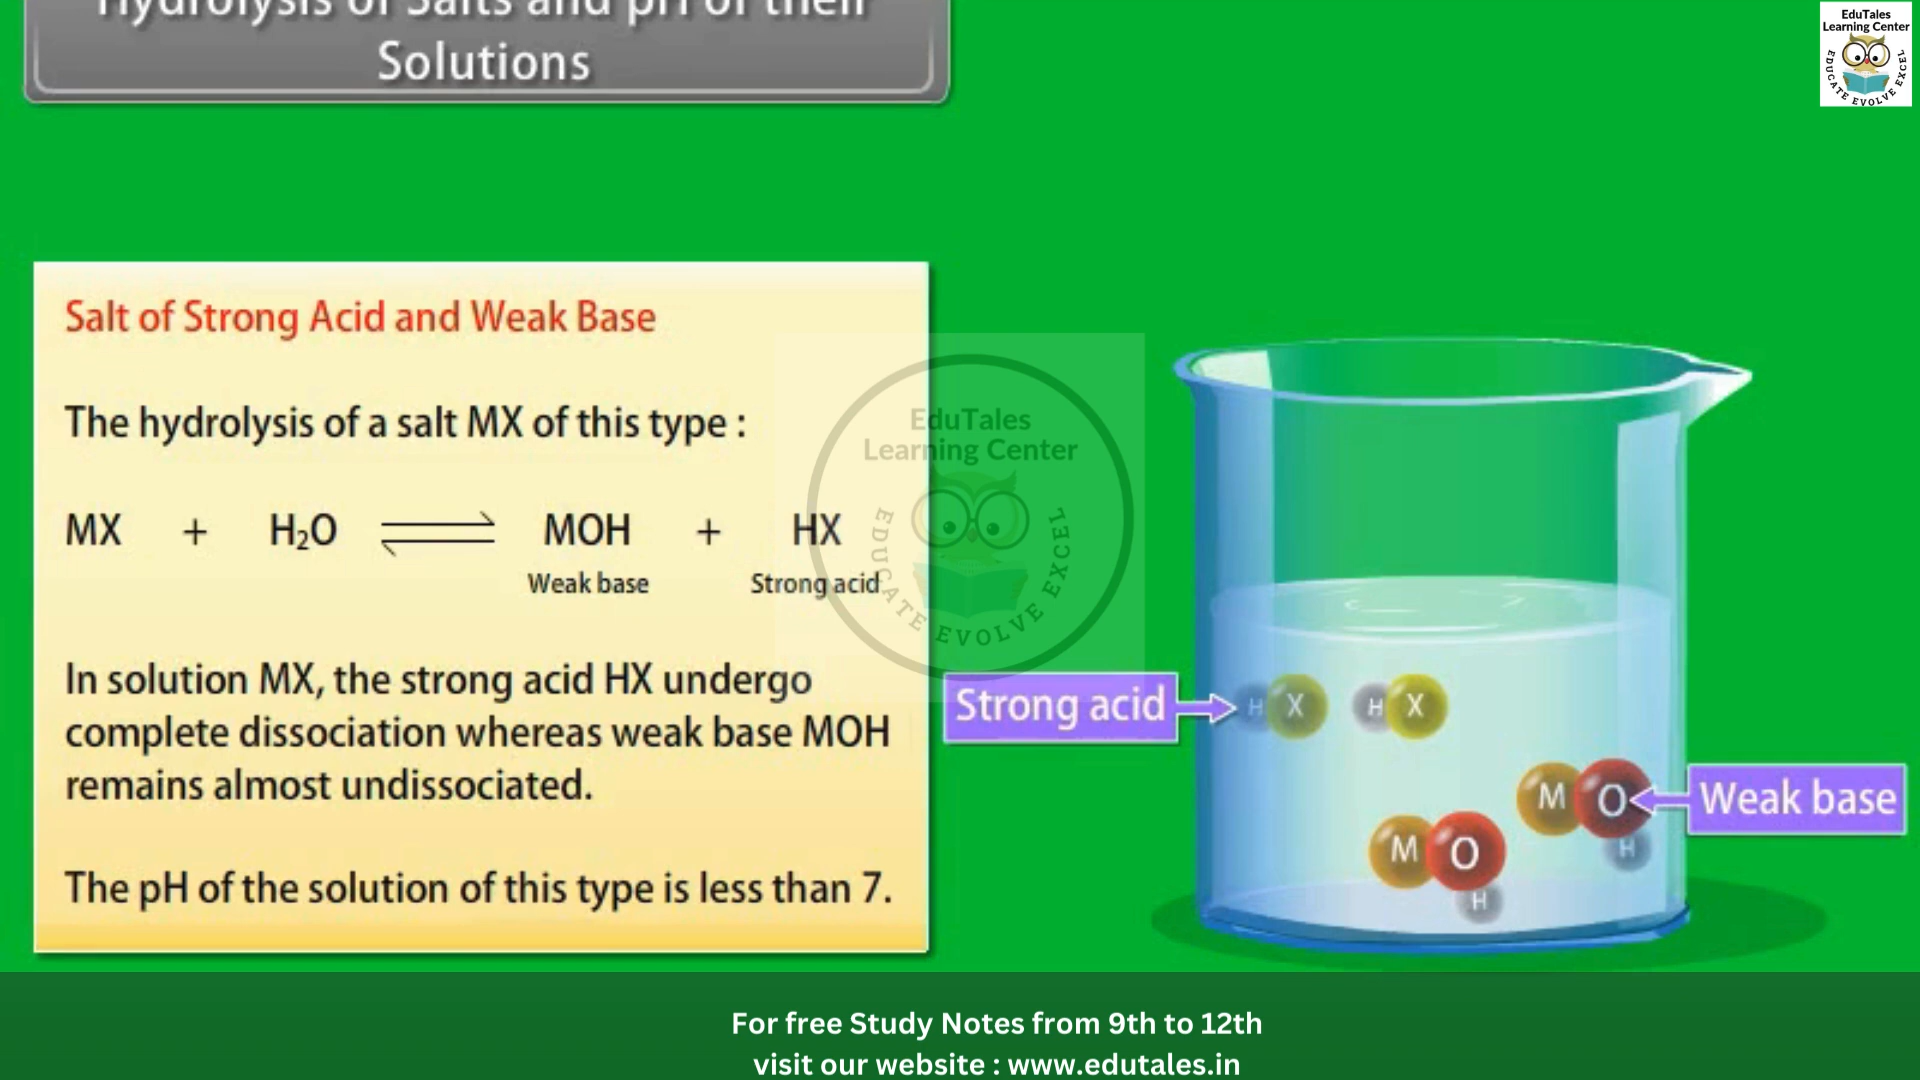 Hydrolysis of Salts and pH of their
Solutions
EduTales
Learning Center
EDUCATE EVOLVE EXCEL
Salt of Strong Acid and Weak Base
The hydrolysis of a salt MX of this type :
MX + H₂O ⇌ MOH + HX
Weak base Strong acid
In solution MX, the strong acid HX undergo
complete dissociation whereas weak base MOH
remains almost undissociated.
The pH of the solution of this type is less than 7.
EduTales
Learning Center
EDUCATE EVOLVE EXCEL
Strong acid
H X H X
M O H
Weak base
M O H
For free Study Notes from 9th to 12th
visit our website : www.edutales.in